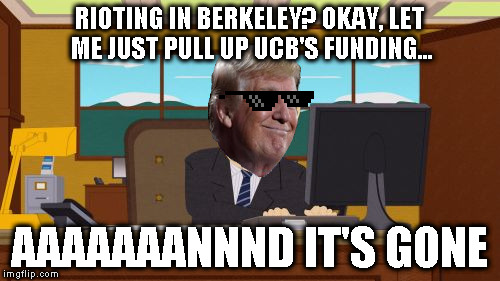 RIOTING IN BERKELEY? OKAY, LET
ME JUST PULL UP UCB'S FUNDING...
AAAAAAANNND IT'S GONE
imgflip.com